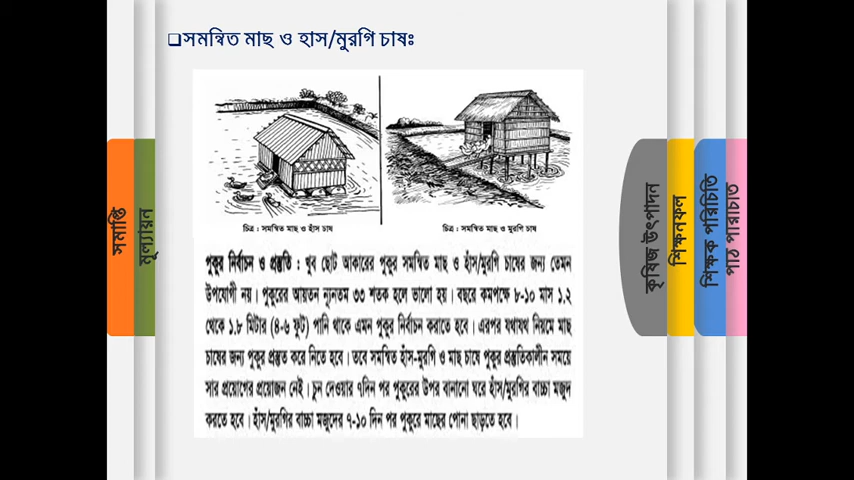 ❑সমন্বিত মাছ ও হাস/মুরগি চাষঃ
চিত্র : সমন্বিত মাছ ও হাঁস চাষ
চিত্র : সমন্বিত মাছ ও মুরগি চাষ
পুকুর নির্বাচন ও প্রস্তুতি : খুব ছোট আকারের পুকুর সমন্বিত মাছ ও হাঁস/মুরগি চাষের জন্য তেমন
উপযোগী নয়। পুকুরের আয়তন ন্যূনতম ৩৩ শতক হলে ভালো হয়। বছরে কমপক্ষে ৮-১০ মাস ১.২
থেকে ১.৮ মিটার (৪-৬ ফুট) পানি থাকে এমন পুকুর নির্বাচন করাতে হবে। এরপর যথাযথ নিয়মে মাছ
চাষের জন্য পুকুর প্রস্তুত করে নিতে হবে। তবে সমন্বিত হাঁস-মুরগি ও মাছ চাষে পুকুর প্রস্তুতিকালীন সময়ে
সার প্রয়োগের প্রয়োজন নেই। চুন দেওয়ার ৭দিন পর পুকুরের উপর বানানো ঘরে হাঁস/মুরগির বাচ্চা মজুদ
করতে হবে। হাঁস/মুরগির বাচ্চা মজুদের ৭-১০ দিন পর পুকুরে মাছের পোনা ছাড়তে হবে।
সমাপ্তি
মূল্যায়ন
কৃষিজ উৎপাদন
শিক্ষনফল
শিক্ষক পরিচিতি
পাঠ পরিচিতি